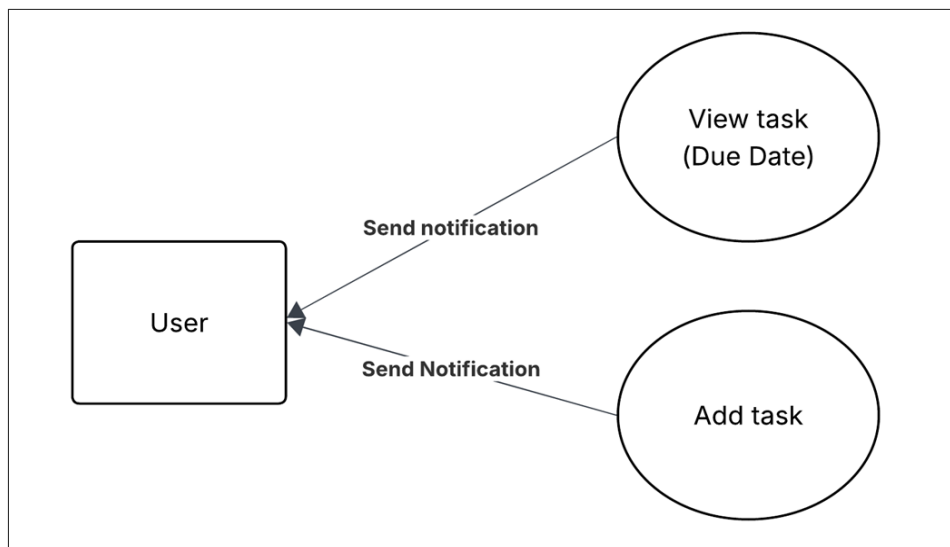 View task
(Due Date)
Send notification
User
Send Notification
Add task